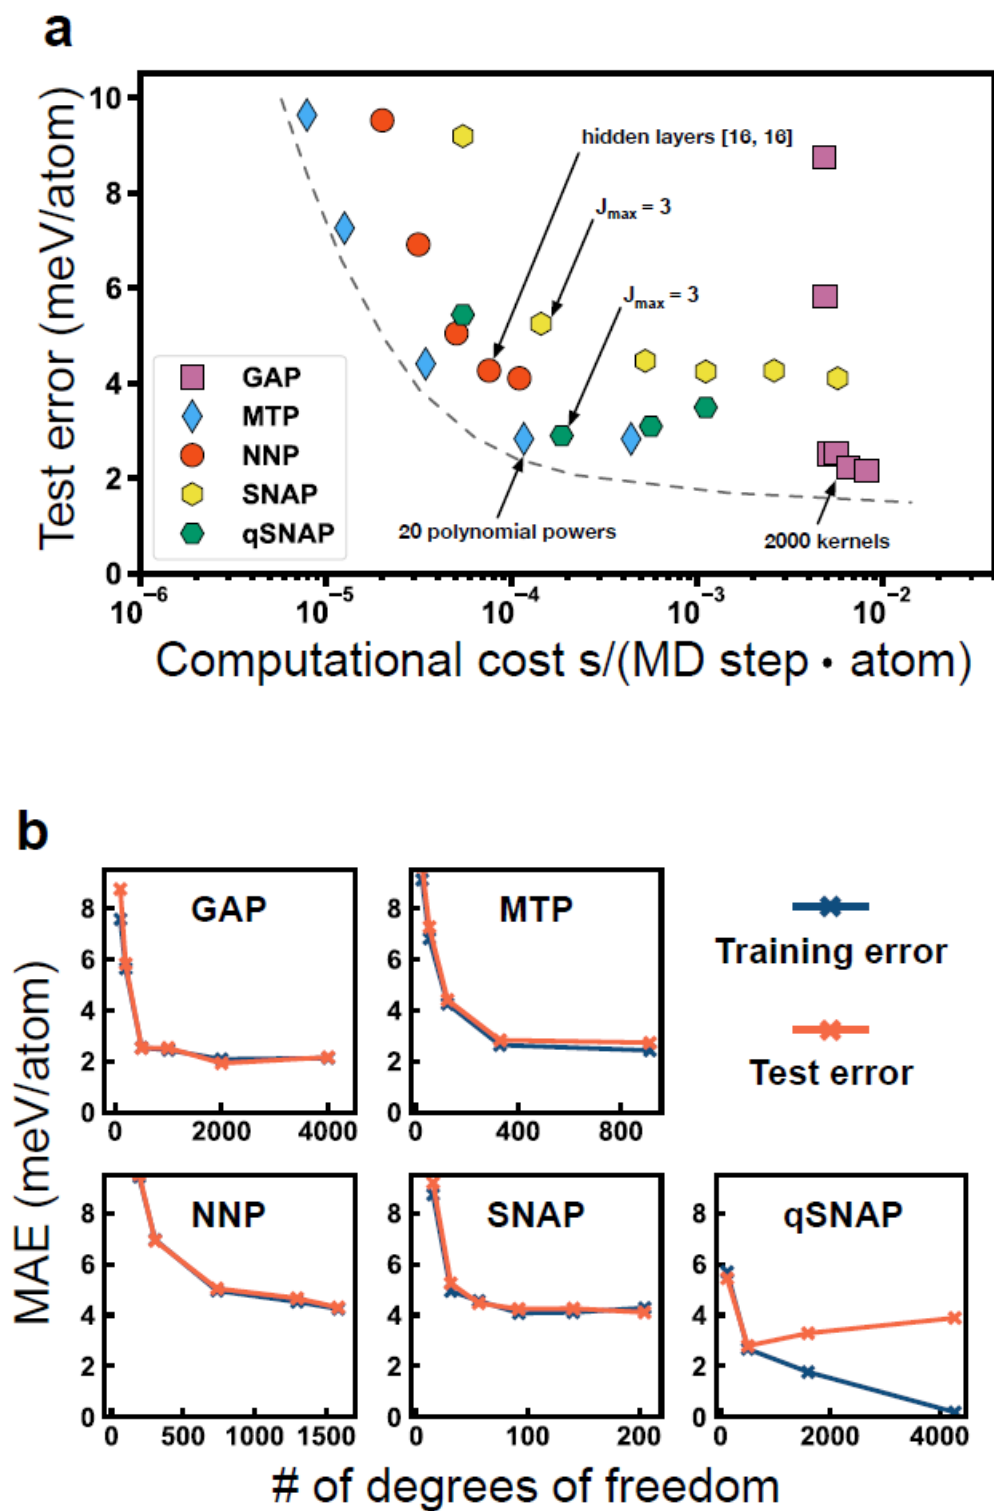 a
Test error (meV/atom)
10
8
6
4
2
0
hidden layers [16, 16]
J_max = 3
J_max = 3
GAP
MTP
NNP
SNAP
qSNAP
20 polynomial powers
2000 kernels
10⁻⁶ 10⁻⁵ 10⁻⁴ 10⁻³ 10⁻²
Computational cost s/(MD step • atom)
b
MAE (meV/atom)
GAP
8
6
4
2
0
0 2000 4000
MTP
8
6
4
2
0
0 400 800
Training error
Test error
NNP
8
6
4
2
0
0 500 1000 1500
SNAP
8
6
4
2
0
0 100 200
qSNAP
8
6
4
2
0
0 2000 4000
# of degrees of freedom